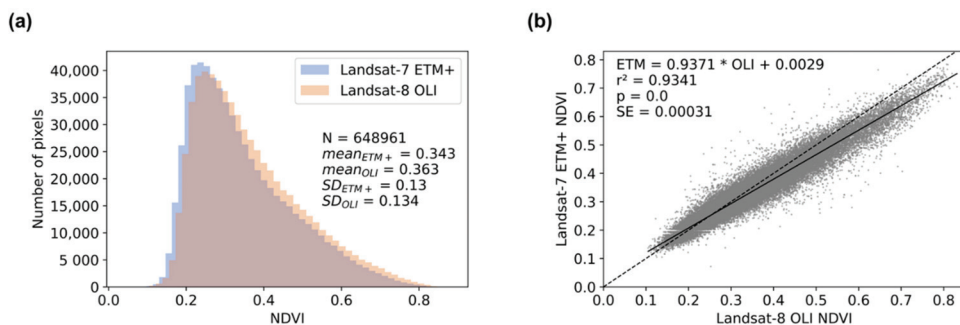 (a)
Number of pixels
40,000
35,000
30,000
25,000
20,000
15,000
10,000
5 000
0
Landsat-7 ETM+
Landsat-8 OLI
N = 648961
mean_ETM+ = 0.343
mean_OLI = 0.363
SD_ETM+ = 0.13
SD_OLI = 0.134
0.0 0.2 0.4 0.6 0.8
NDVI
(b)
Landsat-7 ETM+ NDVI
0.8
0.7
0.6
0.5
0.4
0.3
0.2
0.1
0.0
ETM = 0.9371 * OLI + 0.0029
r² = 0.9341
p = 0.0
SE = 0.00031
0.0 0.1 0.2 0.3 0.4 0.5 0.6 0.7 0.8
Landsat-8 OLI NDVI